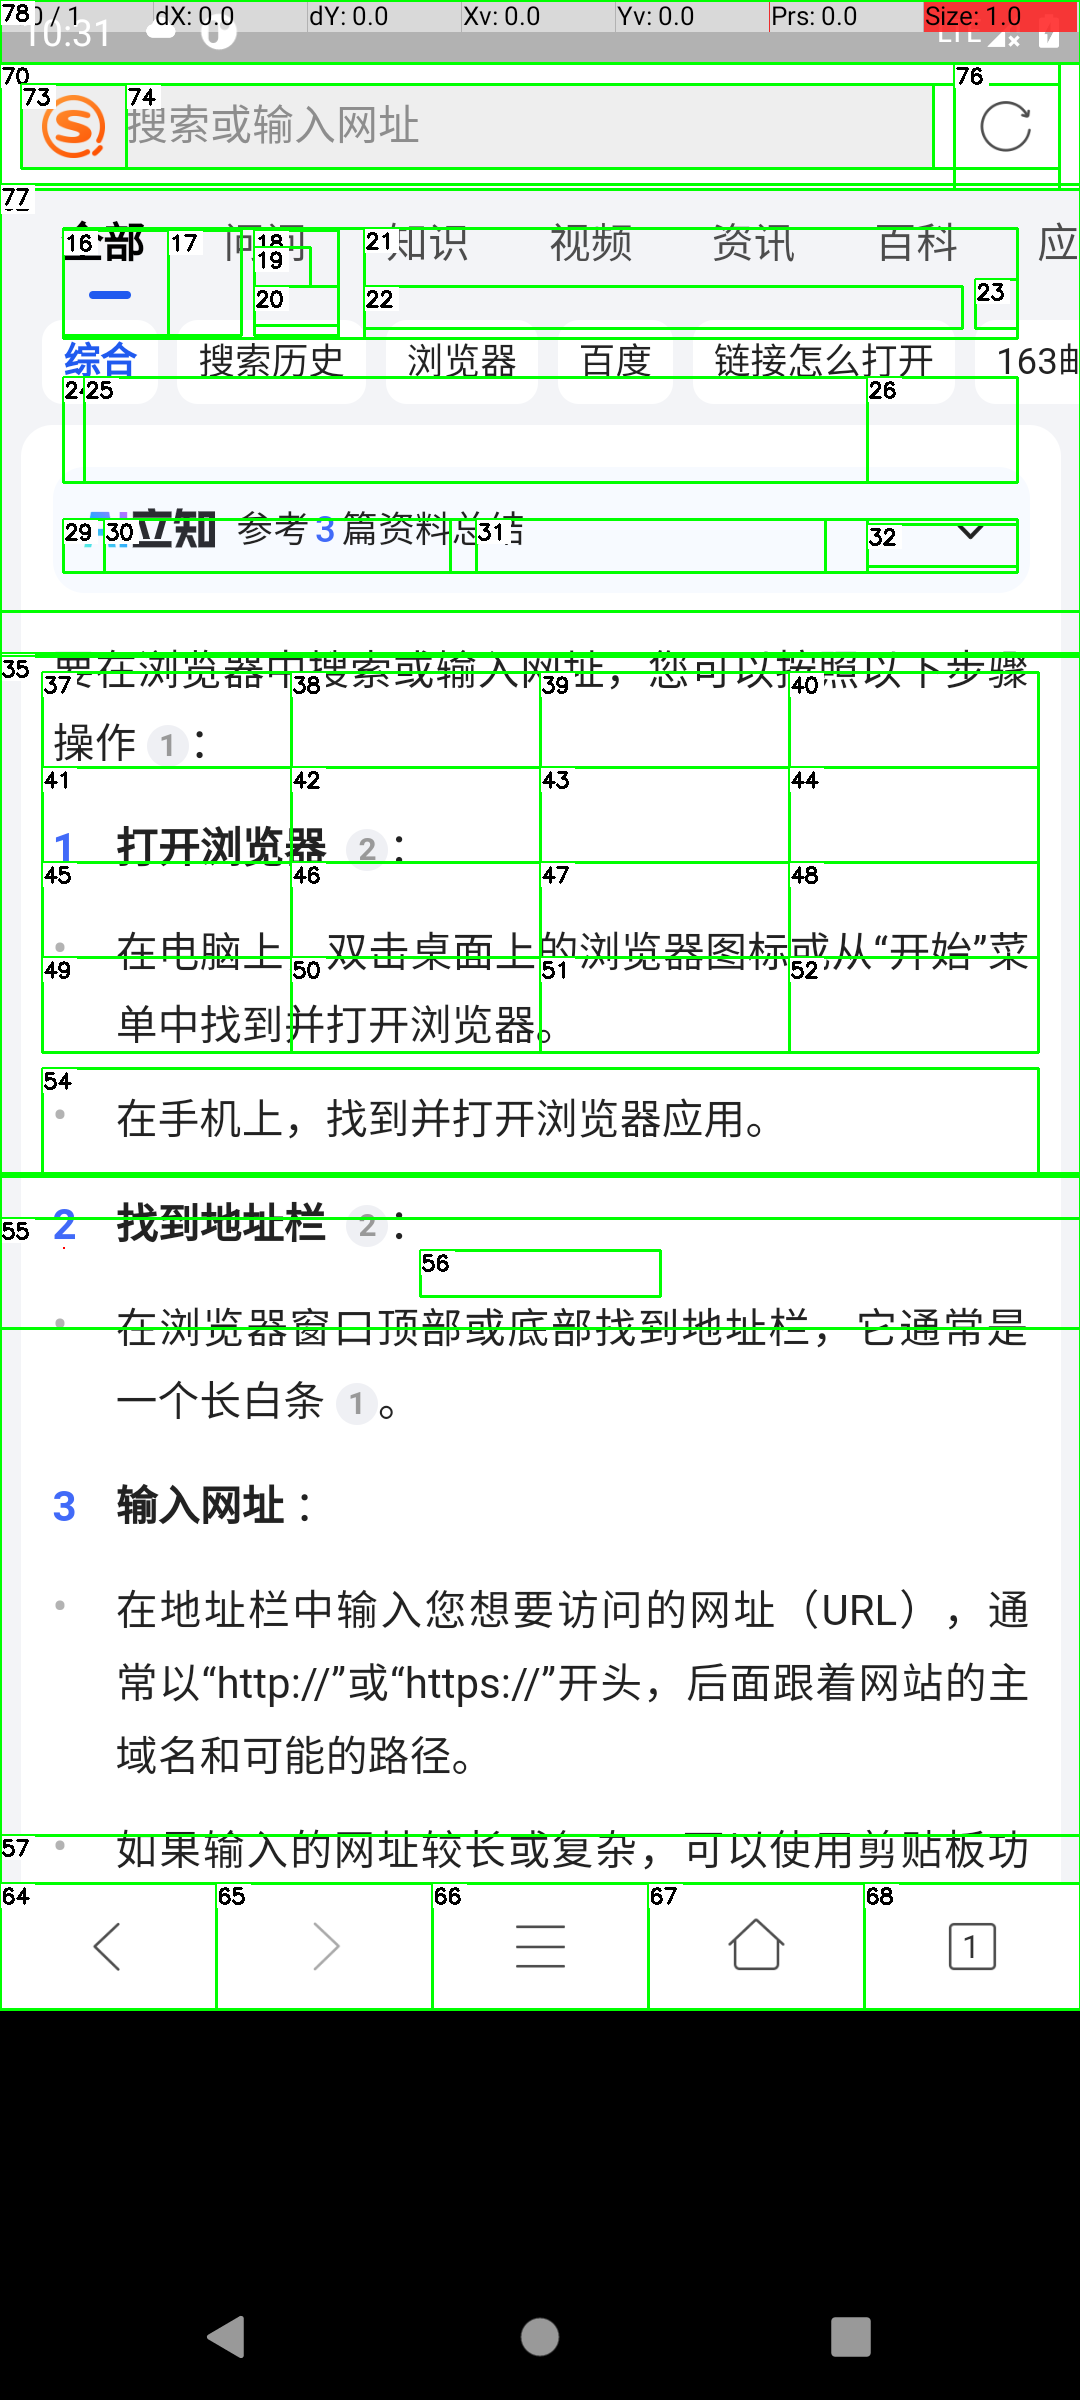 0 / 1 dX: 0.0 dY: 0.0 Xv: 0.0 Yv: 0.0 Prs: 0.0 Size: 1.0
78
10:31 LTE
70 73 74 76
搜索或输入网址
77
全部 问问 知识 视频 资讯 百科 应
16 17 18 21
19
20 22 23
综合 搜索历史 浏览器 百度 链接怎么打开 163邮
24 25 26
立知 参考 3 篇资料总结
29 30 31 32
要在浏览器中搜索或输入网址，您可以按照以下步骤
35
37 38 39 40
操作 1 ：
41 42 43 44
1 打开浏览器 2 ：
45 46 47 48
在电脑上 双击桌面上的浏览器图标或从“开始”菜
49 50 51 52
单中找到并打开浏览器。
54
在手机上，找到并打开浏览器应用。
2 找到地址栏 2 ：
55
56
在浏览器窗口顶部或底部找到地址栏，它通常是
一个长白条 1 。
3 输入网址 ：
在地址栏中输入您想要访问的网址（URL），通
常以“http://”或“https://”开头，后面跟着网站的主
域名和可能的路径。
57
如果输入的网址较长或复杂，可以使用剪贴板功
64 65 66 67 68
1